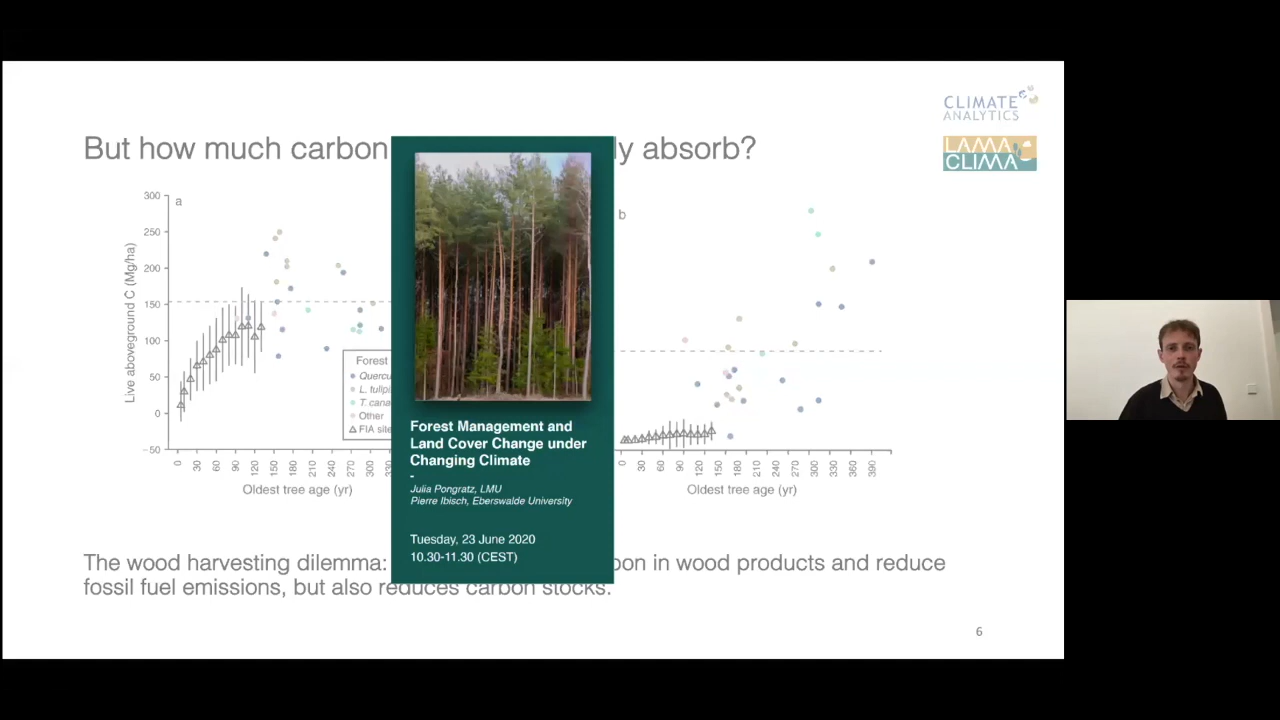 CLIMATE
ANALYTICS
LAMA
CLIMA
But how much carbon
y absorb?
a
300
250
200
150
100
50
0
−50
Live aboveground C (Mg/ha)
Forest
Quercu
L. tulipi
T. cana
Other
FIA site
0 30 60 90 120 150 180 210 240 270 300 33
Oldest tree age (yr)
b
0 30 60 90 120 150 180 210 240 270 300 330 360 390
Oldest tree age (yr)
Forest Management and
Land Cover Change under
Changing Climate
-
Julia Pongratz, LMU
Pierre Ibisch, Eberswalde University
Tuesday, 23 June 2020
10.30-11.30 (CEST)
The wood harvesting dilemma: on in wood products and reduce
fossil fuel emissions, but also reduces carbon stocks.
6